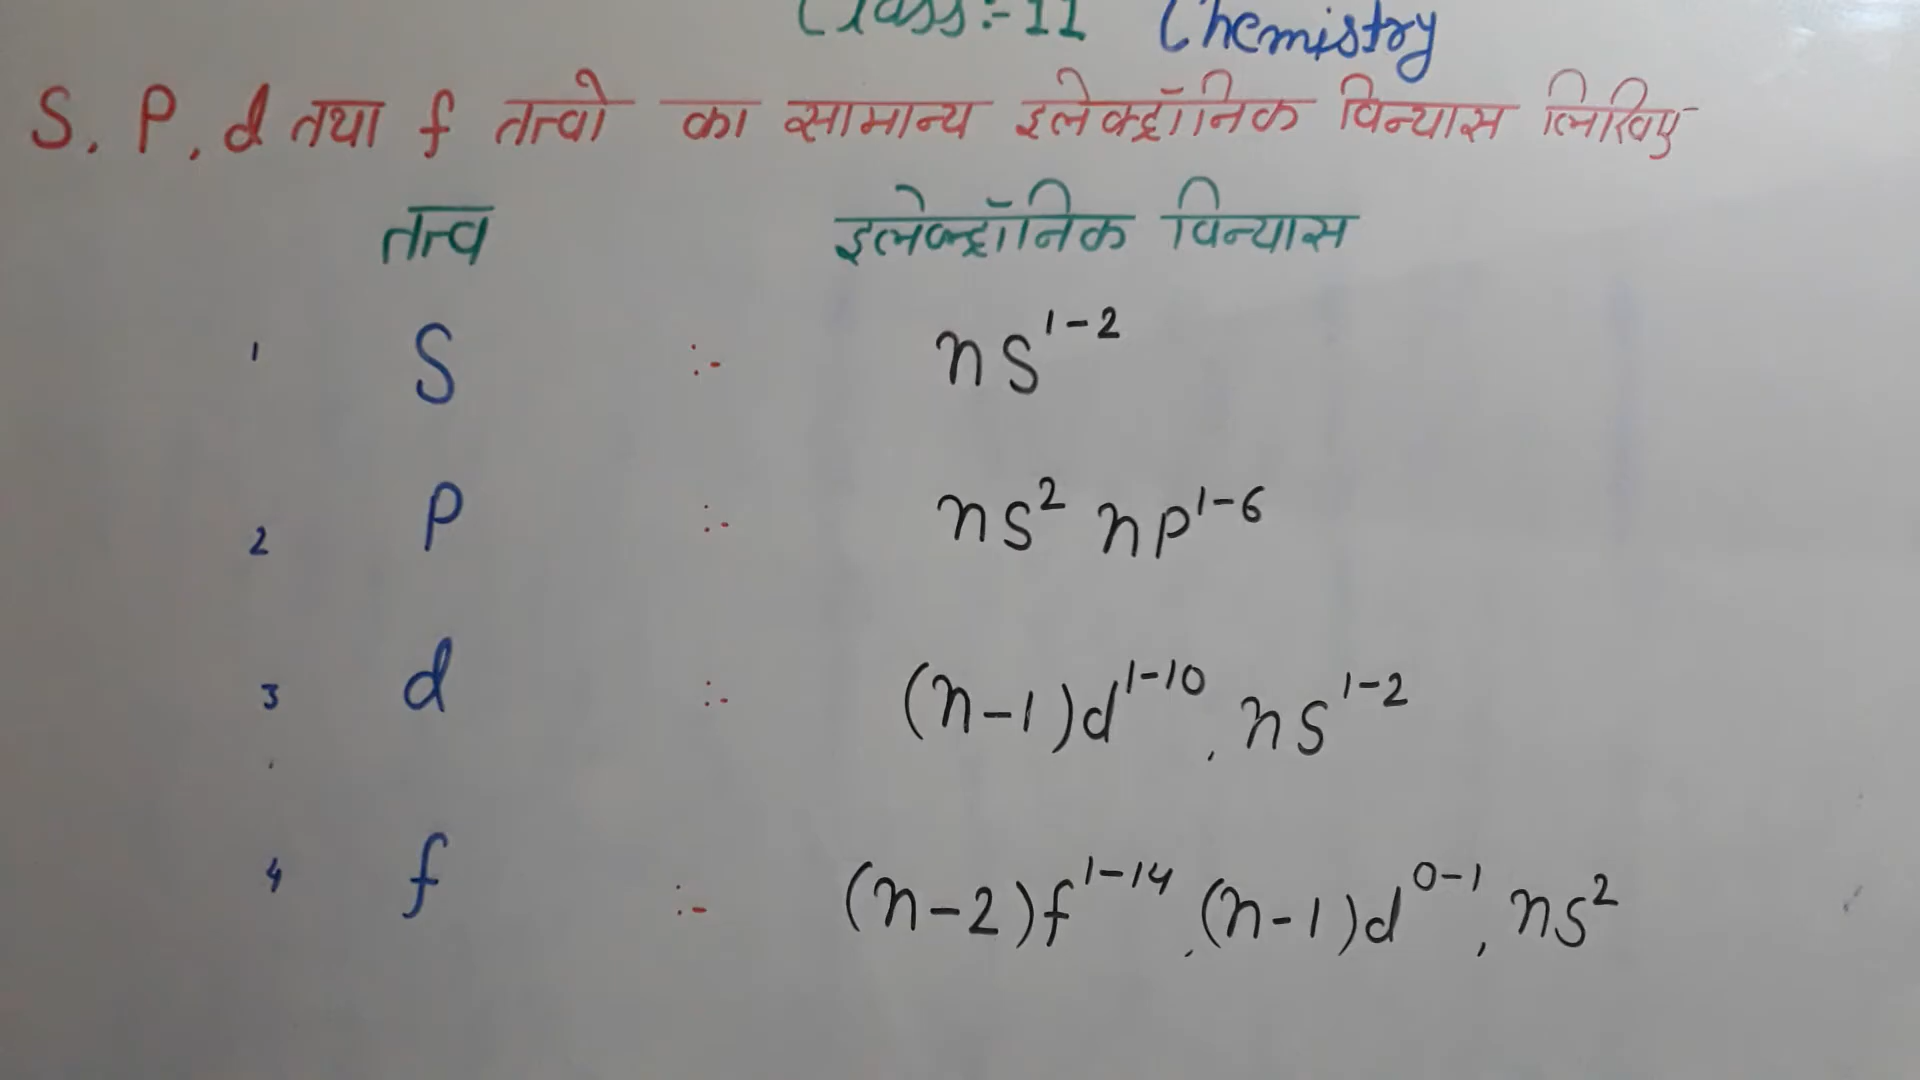 Class:-11 Chemistry
S, P, d तथा f तत्वो का सामान्य इलेक्ट्रॉनिक विन्यास लिखिए
तत्व इलेक्ट्रॉनिक विन्यास
1 S :- ns¹⁻²
2 P :- ns² np¹⁻⁶
3 d :- (n-1)d¹⁻¹⁰, ns¹⁻²
4 f :- (n-2)f¹⁻¹⁴, (n-1)d⁰⁻¹, ns²